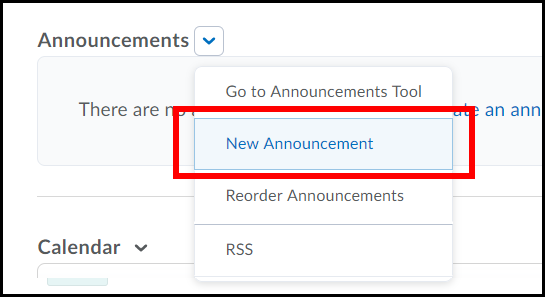 Announcements
Go to Announcements Tool
There are no ate an ann
New Announcement
Reorder Announcements
Calendar
RSS